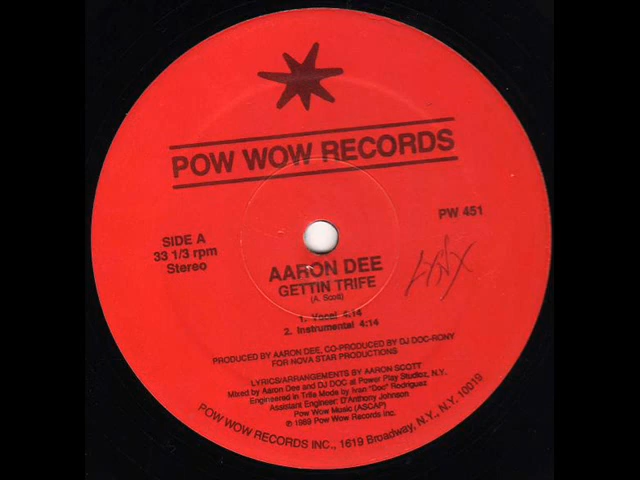 POW WOW RECORDS
PW 451
SIDE A
33 1/3 rpm
Stereo
AARON DEE
GETTIN TRIFE
(A. Scott)
1. Vocal 4:14
2. Instrumental 4:14
PRODUCED BY AARON DEE, CO-PRODUCED BY DJ DOC-RONY
FOR NOVA STAR PRODUCTIONS
LYRICS/ARRANGEMENTS BY AARON SCOTT
Mixed by Aaron Dee and DJ DOC at Power Play Studioz, N.Y.
Engineered in Trife Mode by Ivan "Doc" Rodriguez
Assistant Engineer: D'Anthony Johnson
Pow Wow Music (ASCAP)
℗ 1989 Pow Wow Records Inc.
POW WOW RECORDS INC., 1619 Broadway, N.Y., N.Y. 10019